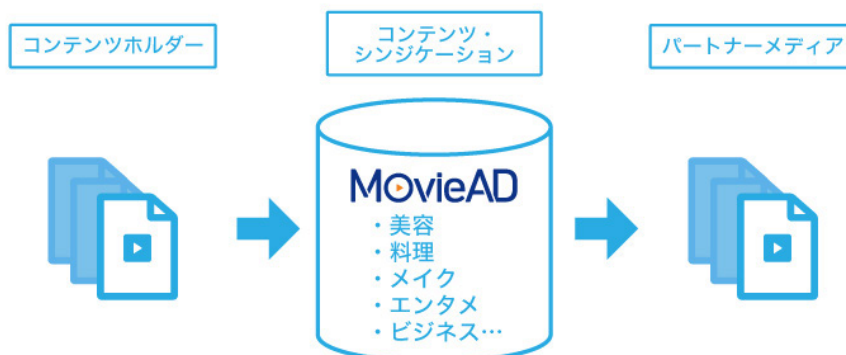 コンテンツホルダー
コンテンツ・
シンジケーション
パートナーメディア
MOvieAD
・美容
・料理
・メイク
・エンタメ
・ビジネス…